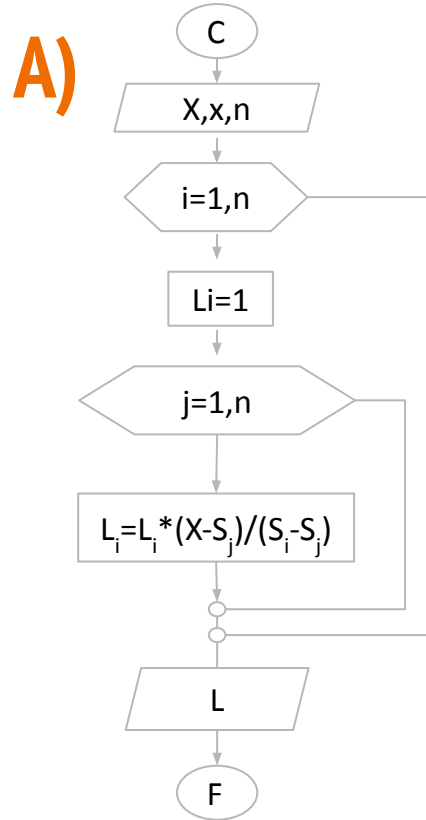 C
A)
X,x,n
i=1,n
Li=1
j=1,n
Lᵢ=Lᵢ*(X-Sⱼ)/(Sᵢ-Sⱼ)
L
F